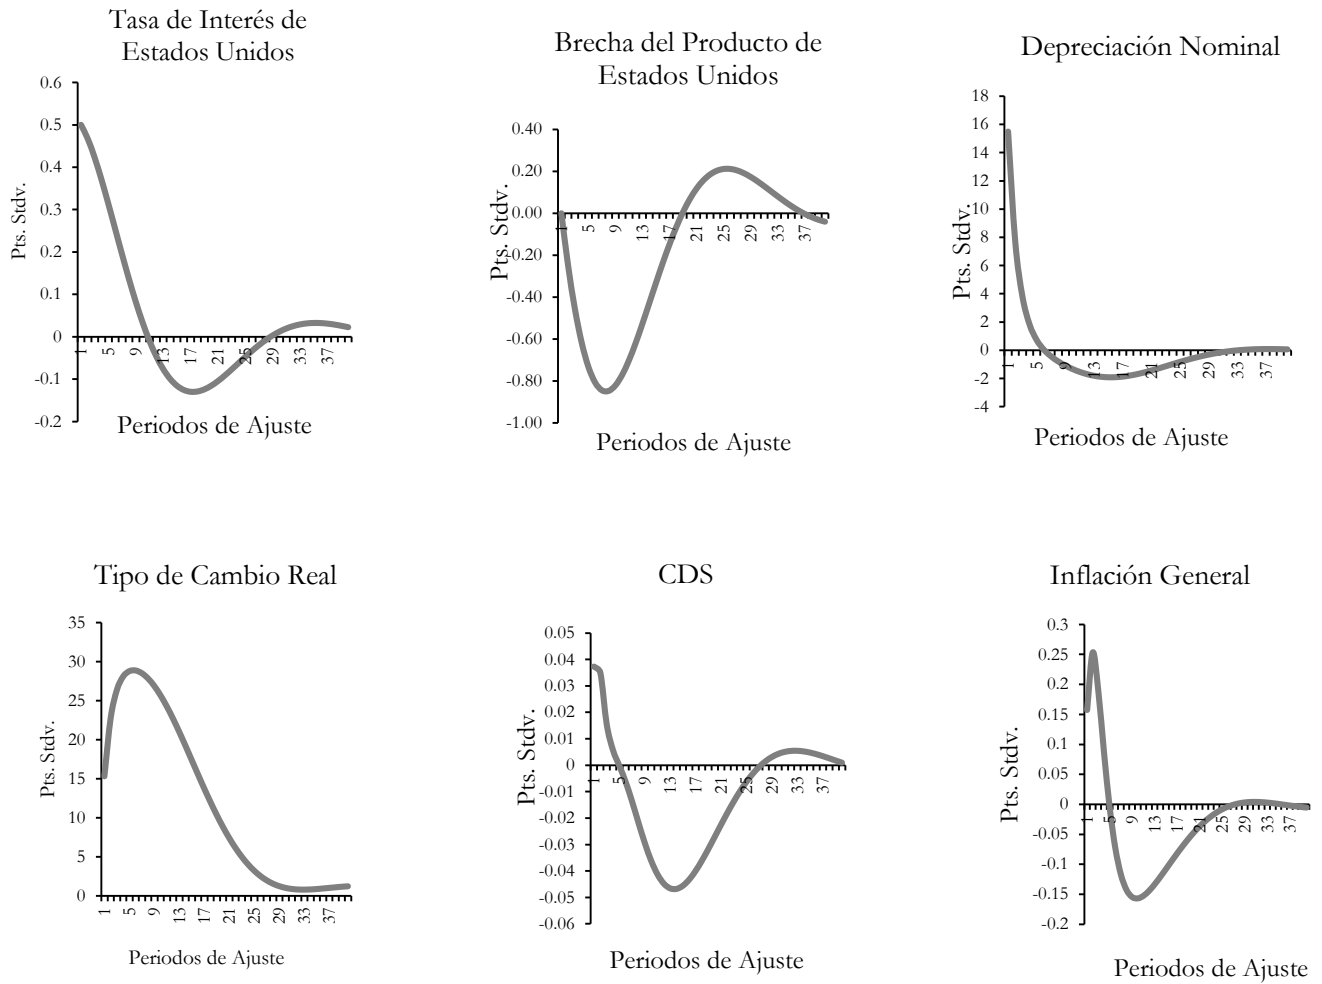 Tasa de Interés de
Estados Unidos
0.6
0.5
0.4
0.3
0.2
0.1
0
-0.1
-0.2
Pts. Stdv.
1 5 9 13 17 21 25 29 33 37
Periodos de Ajuste
Brecha del Producto de
Estados Unidos
0.40
0.20
0.00
-0.20
-0.40
-0.60
-0.80
-1.00
Pts. Stdv.
1 5 9 13 17 21 25 29 33 37
Periodos de Ajuste
Depreciación Nominal
18
16
14
12
10
8
6
4
2
0
-2
-4
Pts. Stdv.
1 5 9 13 17 21 25 29 33 37
Periodos de Ajuste
Tipo de Cambio Real
35
30
25
20
15
10
5
0
Pts. Stdv.
1 5 9 13 17 21 25 29 33 37
Periodos de Ajuste
CDS
0.05
0.04
0.03
0.02
0.01
0
-0.01
-0.02
-0.03
-0.04
-0.05
-0.06
Pts. Stdv.
1 5 9 13 17 21 25 29 33 37
Periodos de Ajuste
Inflación General
0.3
0.25
0.2
0.15
0.1
0.05
0
-0.05
-0.1
-0.15
-0.2
Pts. Stdv.
1 5 9 13 17 21 25 29 33 37
Periodos de Ajuste